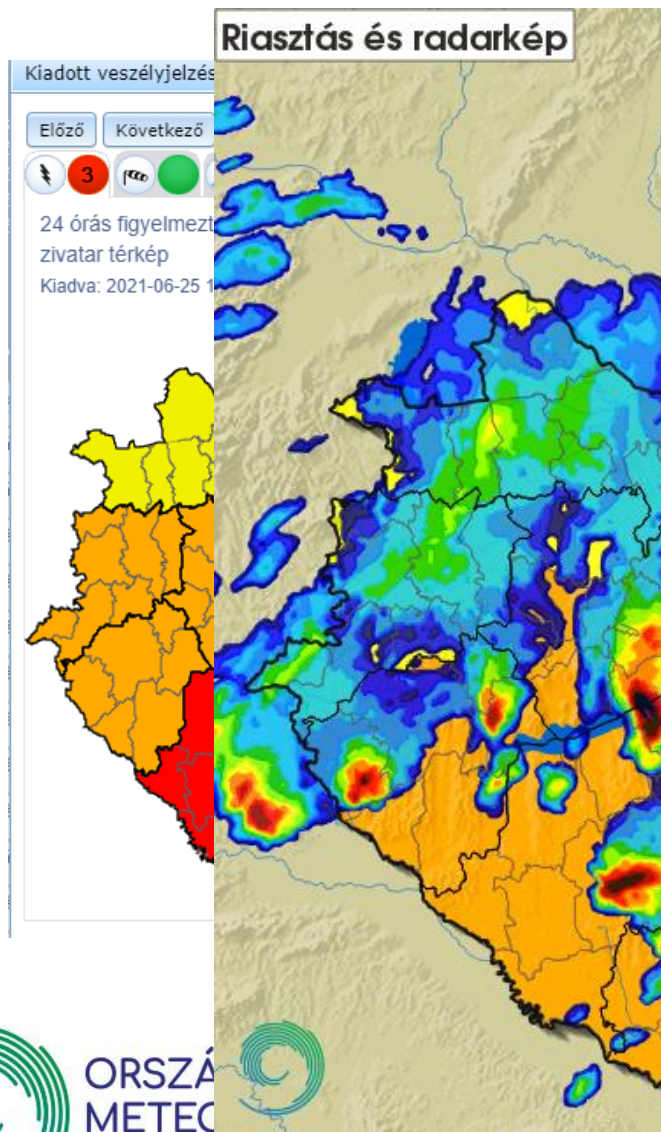 Riasztás és radarkép
Kiadott veszélyjelzés
Előző
Következő
3
24 órás figyelmezt
zivatar térkép
Kiadva: 2021-06-25 1
ORSZÁ
METEO